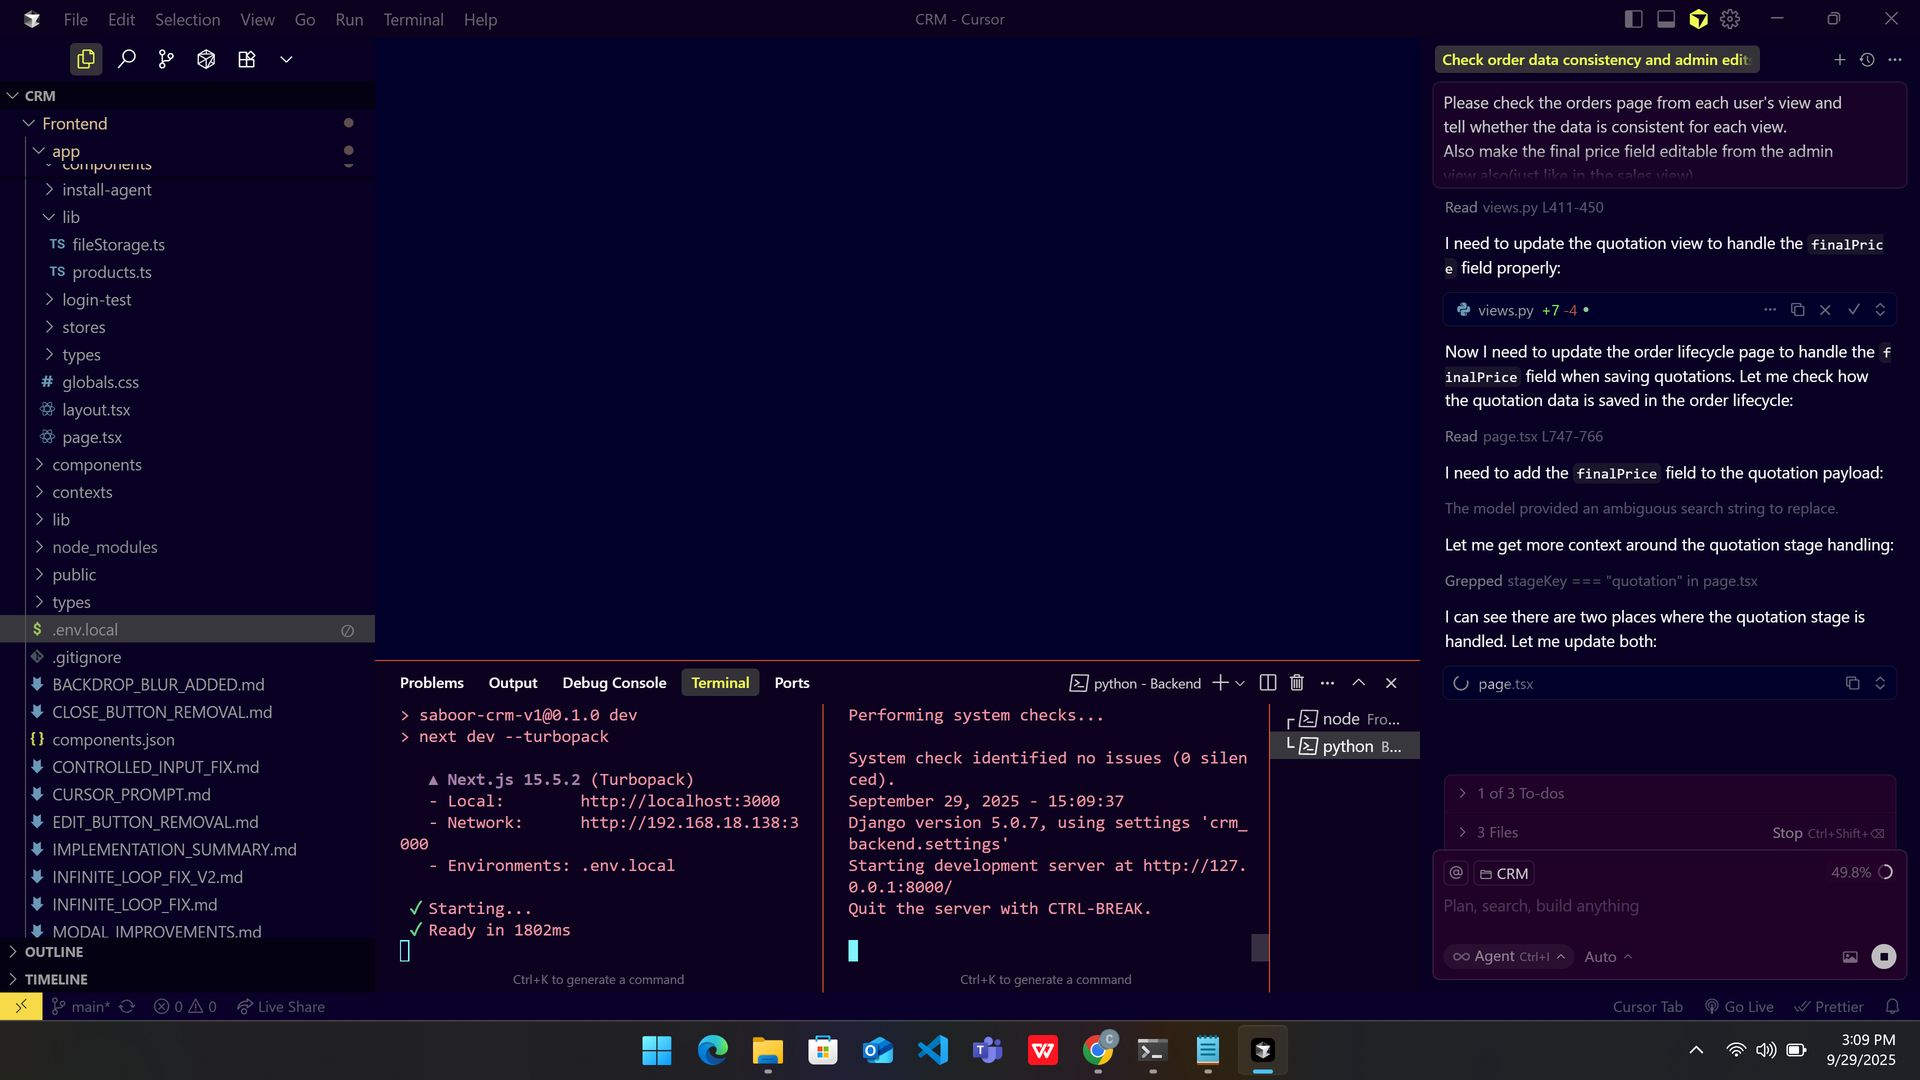 File Edit Selection View Go Run Terminal Help
CRM - Cursor
CRM
Frontend
app
components
install-agent
lib
TS fileStorage.ts
TS products.ts
login-test
stores
types
# globals.css
layout.tsx
page.tsx
components
contexts
lib
node_modules
public
types
$ .env.local
.gitignore
BACKDROP_BLUR_ADDED.md
CLOSE_BUTTON_REMOVAL.md
{} components.json
CONTROLLED_INPUT_FIX.md
CURSOR_PROMPT.md
EDIT_BUTTON_REMOVAL.md
IMPLEMENTATION_SUMMARY.md
INFINITE_LOOP_FIX_V2.md
INFINITE_LOOP_FIX.md
MODAL_IMPROVEMENTS.md
OUTLINE
TIMELINE
Problems Output Debug Console Terminal Ports
python - Backend
> saboor-crm-v1@0.1.0 dev
> next dev --turbopack
▲ Next.js 15.5.2 (Turbopack)
- Local: http://localhost:3000
- Network: http://192.168.18.138:3
000
- Environments: .env.local
✓ Starting...
✓ Ready in 1802ms
Ctrl+K to generate a command
Performing system checks...
System check identified no issues (0 silen
ced).
September 29, 2025 - 15:09:37
Django version 5.0.7, using settings 'crm_
backend.settings'
Starting development server at http://127.
0.0.1:8000/
Quit the server with CTRL-BREAK.
Ctrl+K to generate a command
node Fro...
python B...
Check order data consistency and admin edit
Please check the orders page from each user's view and
tell whether the data is consistent for each view.
Also make the final price field editable from the admin
view also(just like in the sales view)
Read views.py L411-450
I need to update the quotation view to handle the finalPric
e field properly:
views.py +7 -4
Now I need to update the order lifecycle page to handle the f
inalPrice field when saving quotations. Let me check how
the quotation data is saved in the order lifecycle:
Read page.tsx L747-766
I need to add the finalPrice field to the quotation payload:
The model provided an ambiguous search string to replace.
Let me get more context around the quotation stage handling:
Grepped stageKey === "quotation" in page.tsx
I can see there are two places where the quotation stage is
handled. Let me update both:
page.tsx
1 of 3 To-dos
3 Files Stop Ctrl+Shift+⌫
@ CRM 49.8%
Plan, search, build anything
Agent Ctrl+I Auto
main* 0 0 Live Share
Cursor Tab Go Live Prettier
3:09 PM
9/29/2025